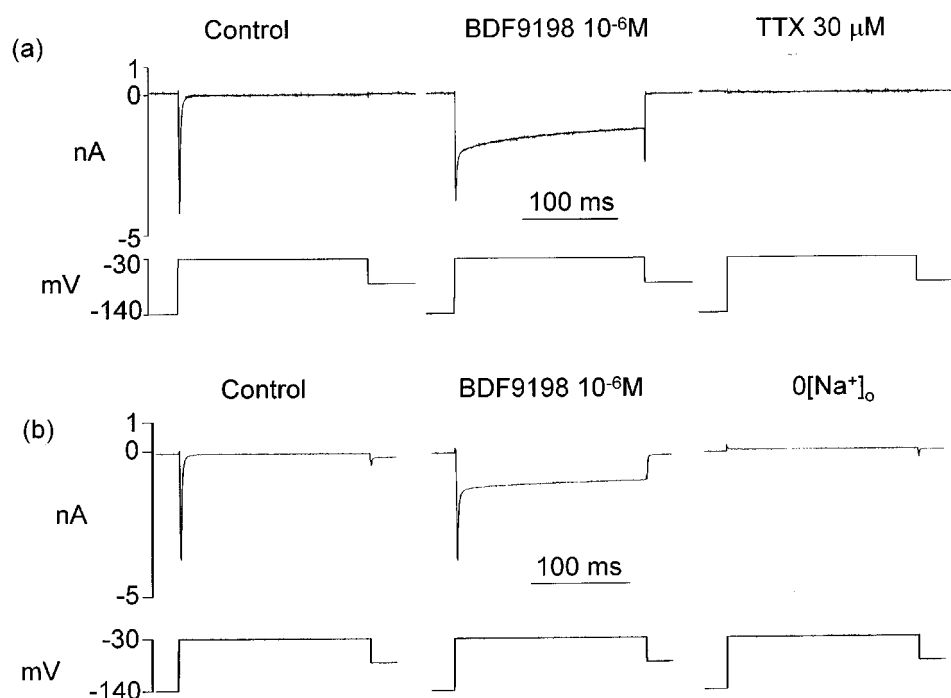 (a)
Control
BDF9198 10⁻⁶M
TTX 30 μM
1
0
nA
-5
100 ms
-30
mV
-140
(b)
Control
BDF9198 10⁻⁶M
0[Na⁺]ₒ
1
0
nA
-5
100 ms
-30
mV
-140